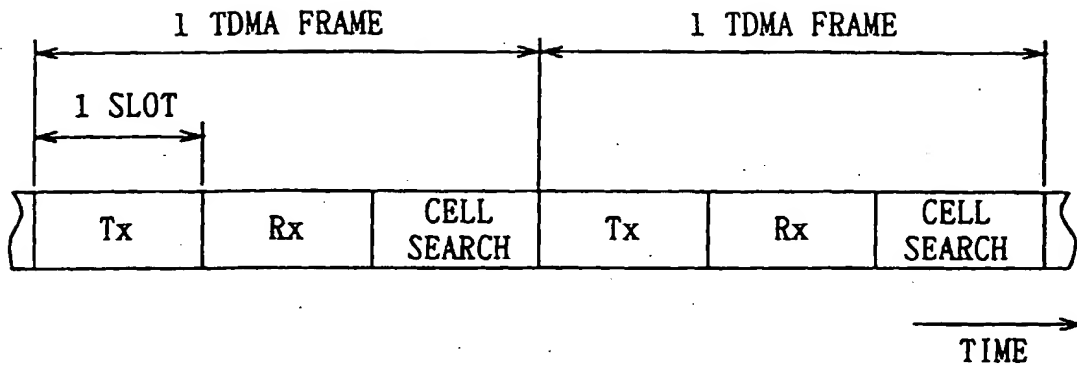 1 TDMA FRAME
1 TDMA FRAME
1 SLOT
Tx
Rx
CELL
SEARCH
Tx
Rx
CELL
SEARCH
TIME